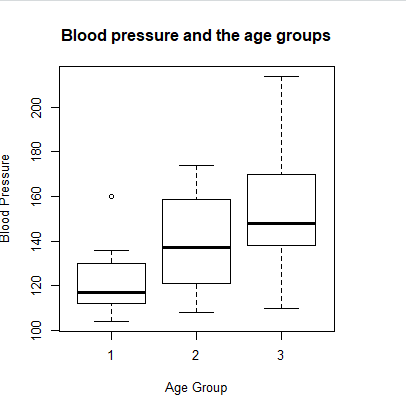 Blood pressure and the age groups
Blood Pressure
200
180
160
140
120
100
1 2 3
Age Group